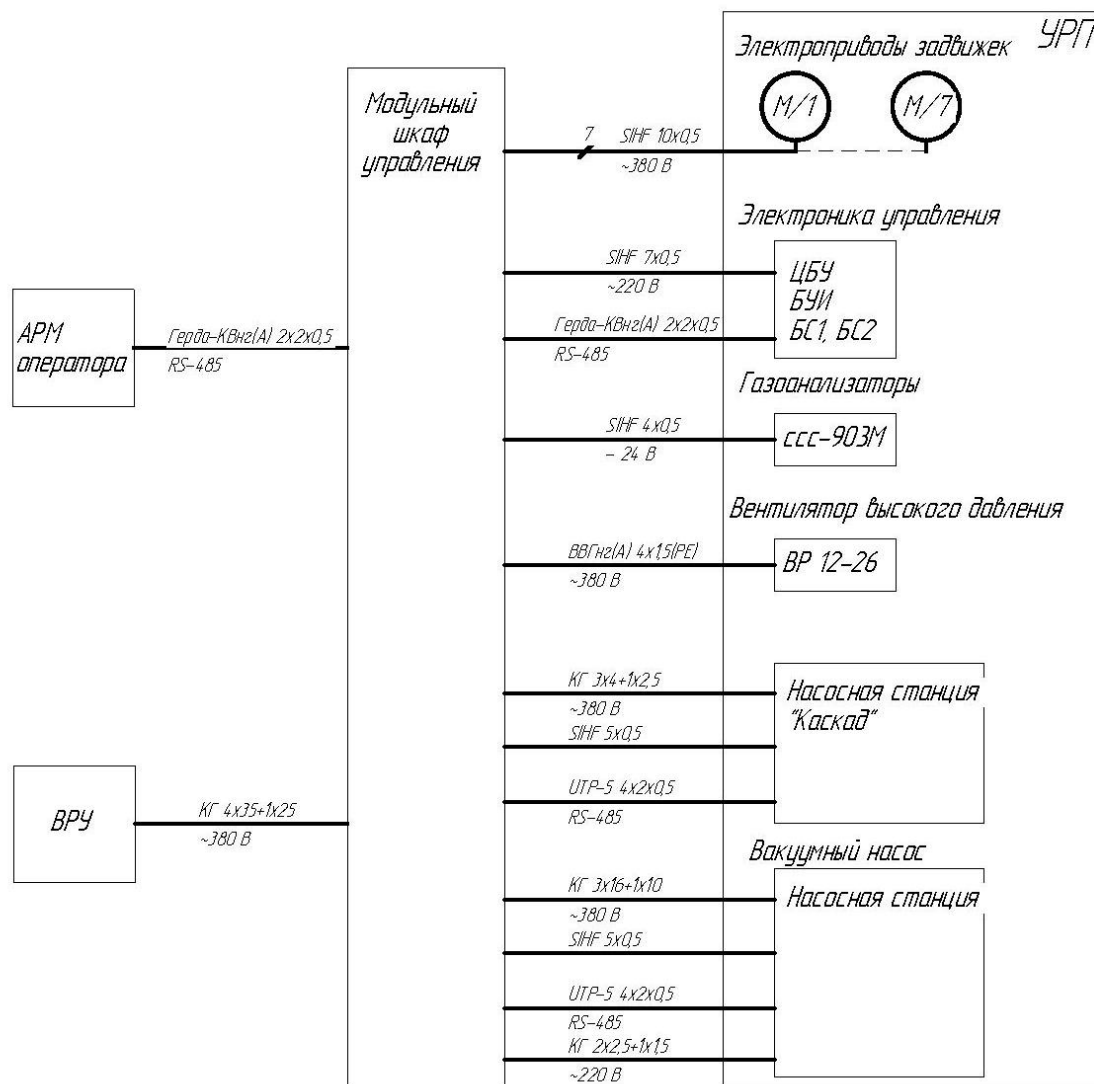 УРП
Электроприводы задвижек
М/1
М/7
Модульный
шкаф
управления
7
SIHF 10x0,5
~380 В
Электроника управления
SIHF 7x0,5
~220 В
ЦБУ
БУИ
БС1, БС2
Герда-КВнг(А) 2x2x0,5
RS-485
АРМ
оператора
Герда-КВнг(А) 2x2x0,5
RS-485
Газоанализаторы
SIHF 4x0,5
- 24 В
ссс-903М
Вентилятор высокого давления
ВВГнг(А) 4x1,5(РЕ)
~380 В
ВР 12-26
КГ 3x4+1x2,5
~380 В
Насосная станция
"Каскад"
SIHF 5x0,5
UTP-5 4x2x0,5
RS-485
ВРУ
КГ 4x35+1x25
~380 В
Вакуумный насос
КГ 3x16+1x10
~380 В
Насосная станция
SIHF 5x0,5
UTP-5 4x2x0,5
RS-485
КГ 2x2,5+1x1,5
~220 В